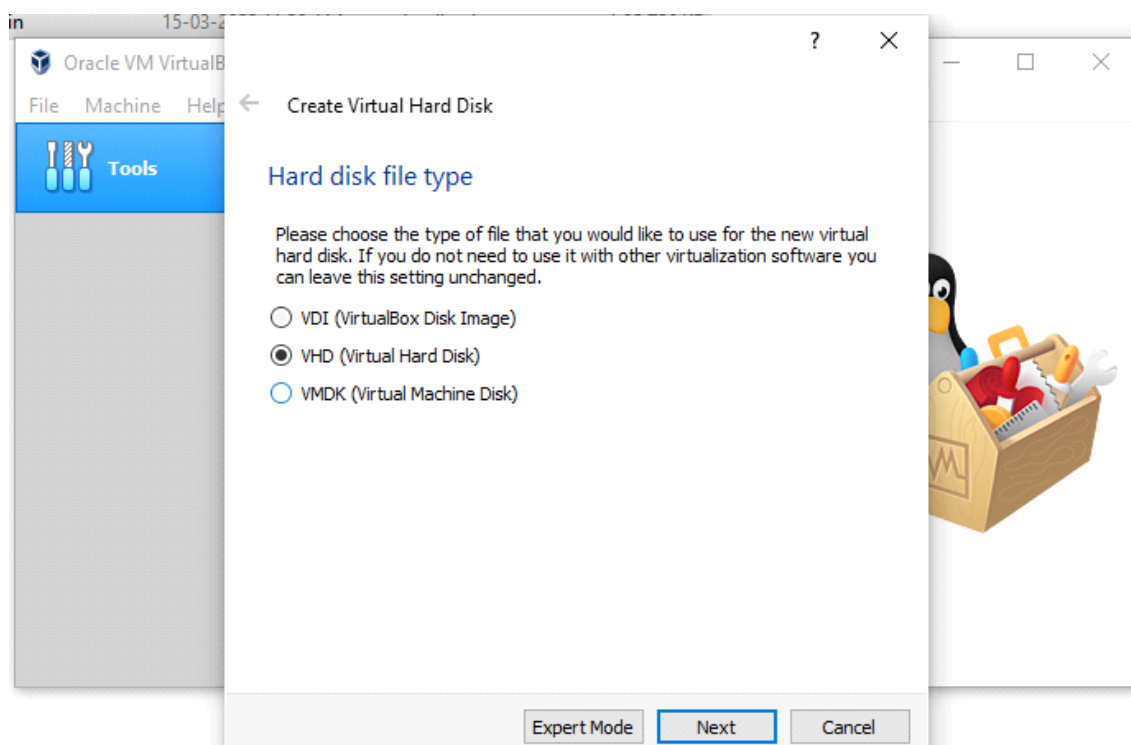 in 15-03-2
?
Oracle VM VirtualB
File Machine Help
Create Virtual Hard Disk
Tools
Hard disk file type
Please choose the type of file that you would like to use for the new virtual
hard disk. If you do not need to use it with other virtualization software you
can leave this setting unchanged.
VDI (VirtualBox Disk Image)
VHD (Virtual Hard Disk)
VMDK (Virtual Machine Disk)
Expert Mode Next Cancel